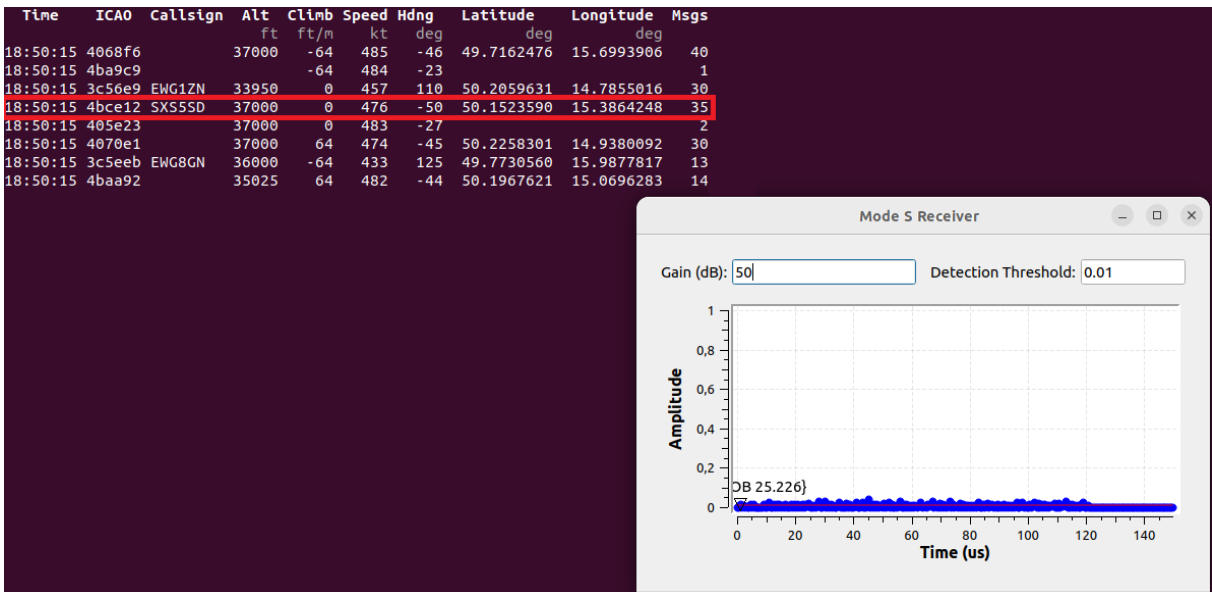 Time ICAO Callsign Alt Climb Speed Hdng Latitude Longitude Msgs
ft ft/m kt deg deg deg
18:50:15 4068f6 37000 -64 485 -46 49.7162476 15.6993906 40
18:50:15 4ba9c9 -64 484 -23 1
18:50:15 3c56e9 EWG1ZN 33950 0 457 110 50.2059631 14.7855016 30
18:50:15 4bce12 SXS5SD 37000 0 476 -50 50.1523590 15.3864248 35
18:50:15 405e23 37000 0 483 -27 2
18:50:15 4070e1 37000 64 474 -45 50.2258301 14.9380092 30
18:50:15 3c5eeb EWG8GN 36000 -64 433 125 49.7730560 15.9877817 13
18:50:15 4baa92 35025 64 482 -44 50.1967621 15.0696283 14
Mode S Receiver
Gain (dB): 50 Detection Threshold: 0.01
1
0,8
0,6
0,4
0,2
0
Amplitude
OB 25.226}
0 20 40 60 80 100 120 140
Time (us)